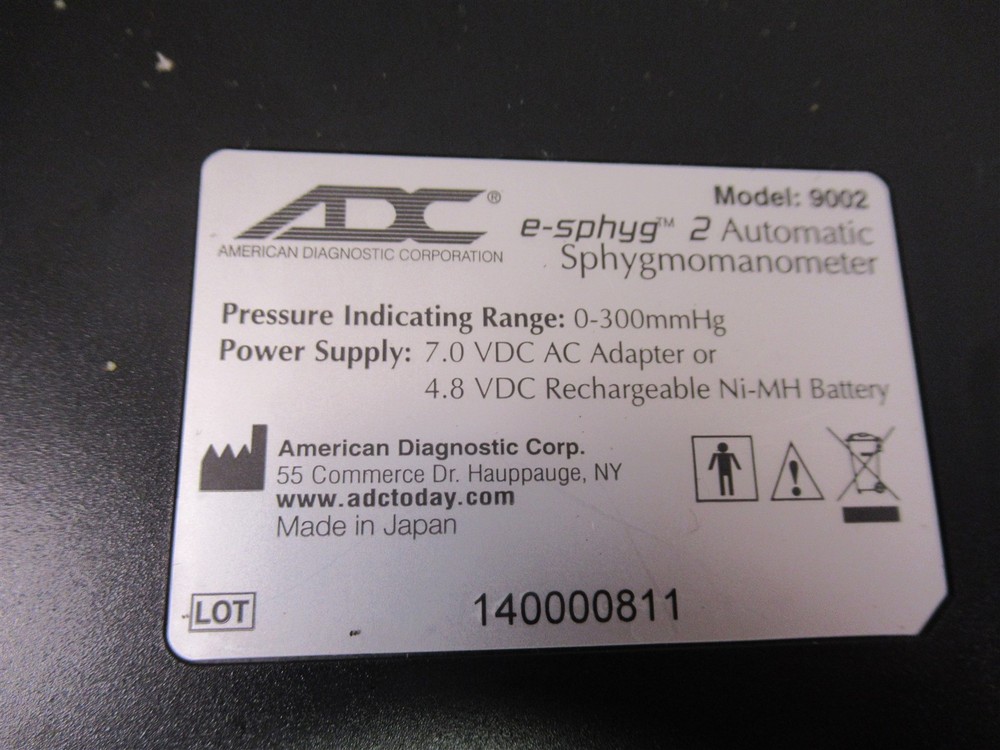 ADC®
AMERICAN DIAGNOSTIC CORPORATION
Model: 9002
e-sphyg™ 2 Automatic
Sphygmomanometer
Pressure Indicating Range: 0-300mmHg
Power Supply: 7.0 VDC AC Adapter or
4.8 VDC Rechargeable Ni-MH Battery
American Diagnostic Corp.
55 Commerce Dr. Hauppauge, NY
www.adctoday.com
Made in Japan
LOT 140000811